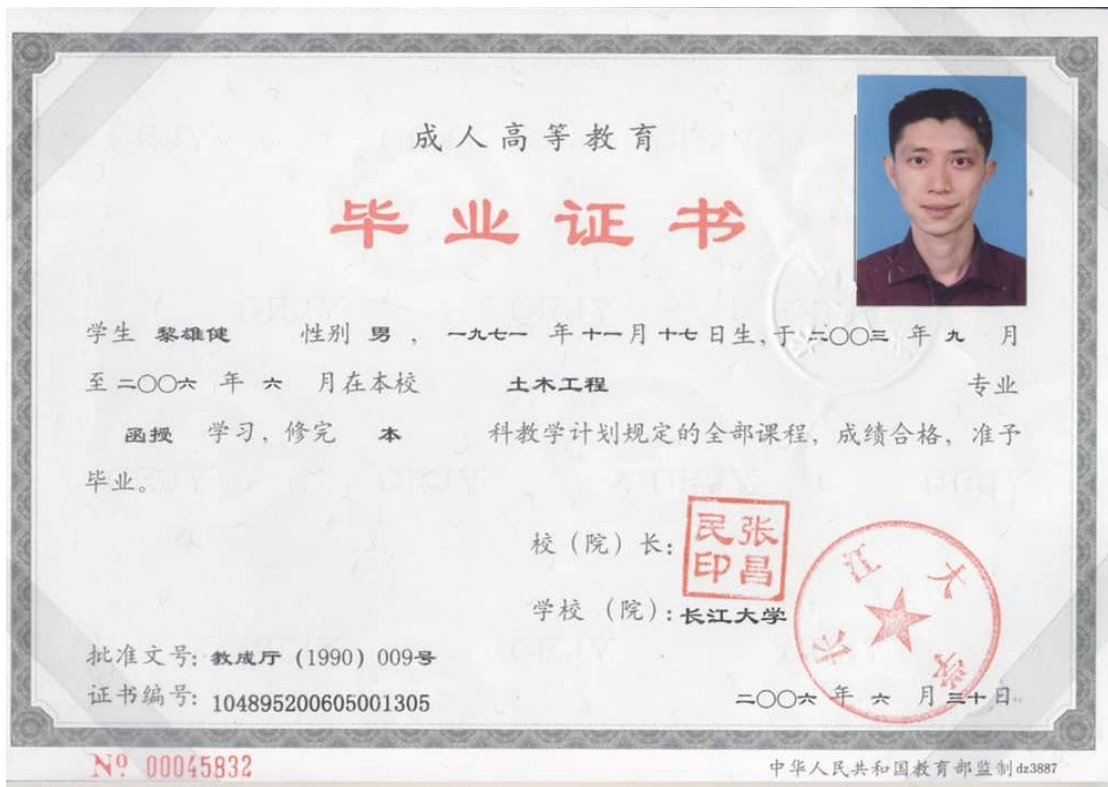 成人高等教育
毕业证书
学生 黎雄健 性别 男 , 一九七一 年 十一 月 十七 日生, 于 二〇〇三 年 九 月
至 二〇〇六 年 六 月在本校 土木工程 专业
函授 学习, 修完 本 科教学计划规定的全部课程, 成绩合格, 准予
毕业。
校(院)长: 张昌民印
学校 (院): 长江大学
长江大学
批准文号: 教成厅 (1990) 009号
证书编号: 104895200605001305
二〇〇六 年 六 月 三十 日
Nº 00045832
中华人民共和国教育部监制 dz3887